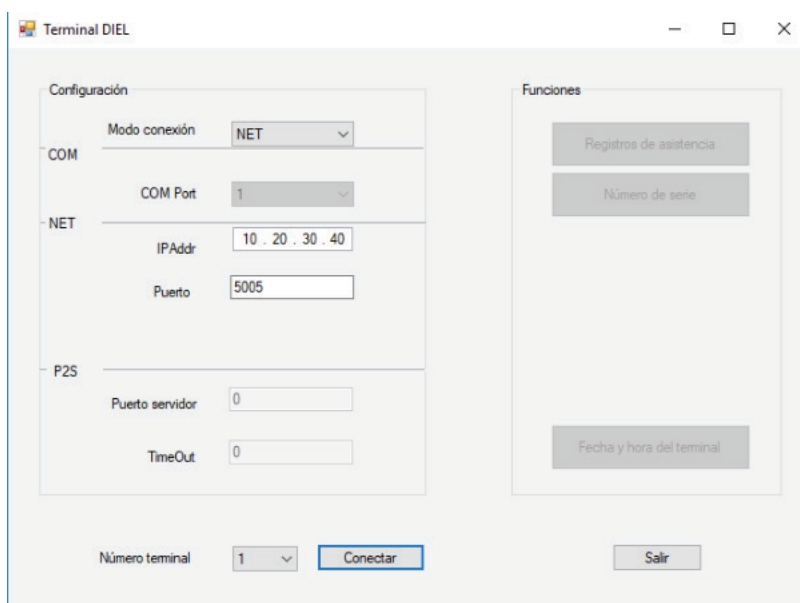 Terminal DIEL
Configuración
Modo conexión
NET
COM
COM Port
1
NET
IPAddr
10 . 20 . 30 . 40
Puerto
5005
P2S
Puerto servidor
0
TimeOut
0
Número terminal
1
Conectar
Funciones
Registros de asistencia
Número de serie
Fecha y hora del terminal
Salir